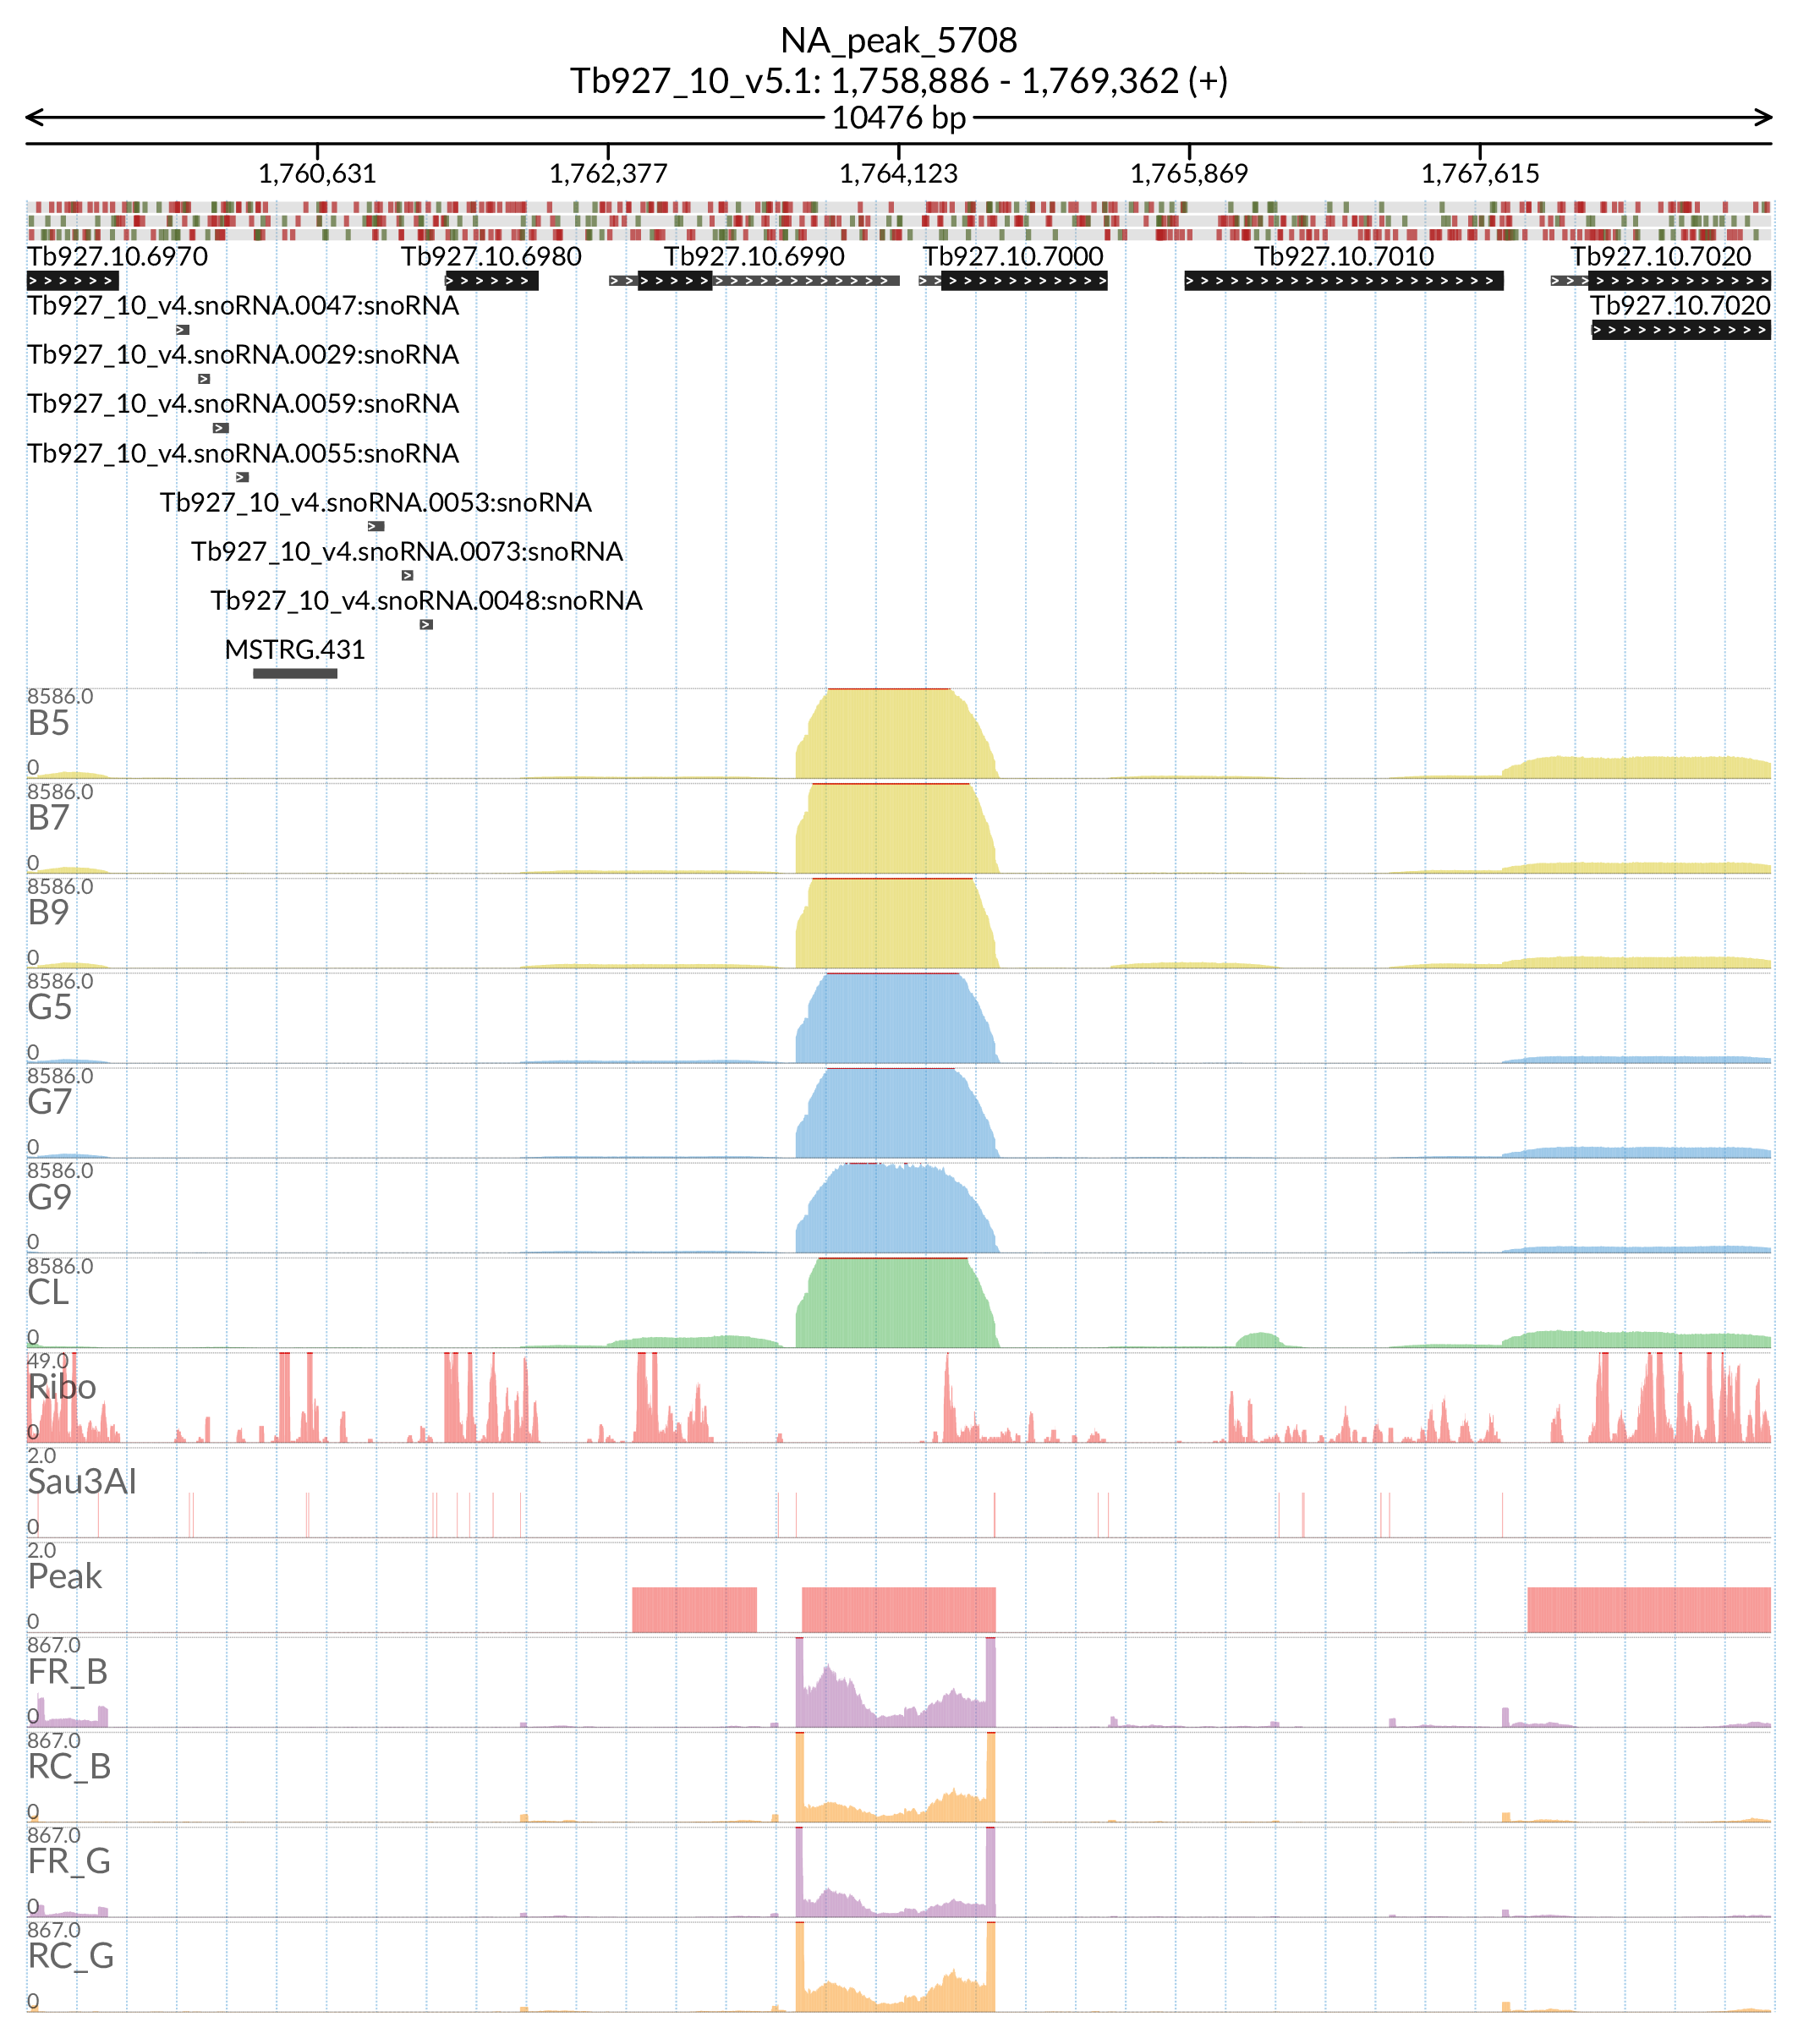 NA_peak_5708
Tb927_10_v5.1: 1,758,886 - 1,769,362 (+)
10476 bp
1,760,631 1,762,377 1,764,123 1,765,869 1,767,615
Tb927.10.6970 Tb927.10.6980 Tb927.10.6990 Tb927.10.7000 Tb927.10.7010 Tb927.10.7020
Tb927_10_v4.snoRNA.0047:snoRNA Tb927.10.7020
Tb927_10_v4.snoRNA.0029:snoRNA
Tb927_10_v4.snoRNA.0059:snoRNA
Tb927_10_v4.snoRNA.0055:snoRNA
Tb927_10_v4.snoRNA.0053:snoRNA
Tb927_10_v4.snoRNA.0073:snoRNA
Tb927_10_v4.snoRNA.0048:snoRNA
MSTRG.431
8586.0
B5
0
8586.0
B7
0
8586.0
B9
0
8586.0
G5
0
8586.0
G7
0
8586.0
G9
0
8586.0
CL
0
49.0
Ribo
0
2.0
Sau3AI
0
2.0
Peak
0
867.0
FR_B
0
867.0
RC_B
0
867.0
FR_G
0
867.0
RC_G
0